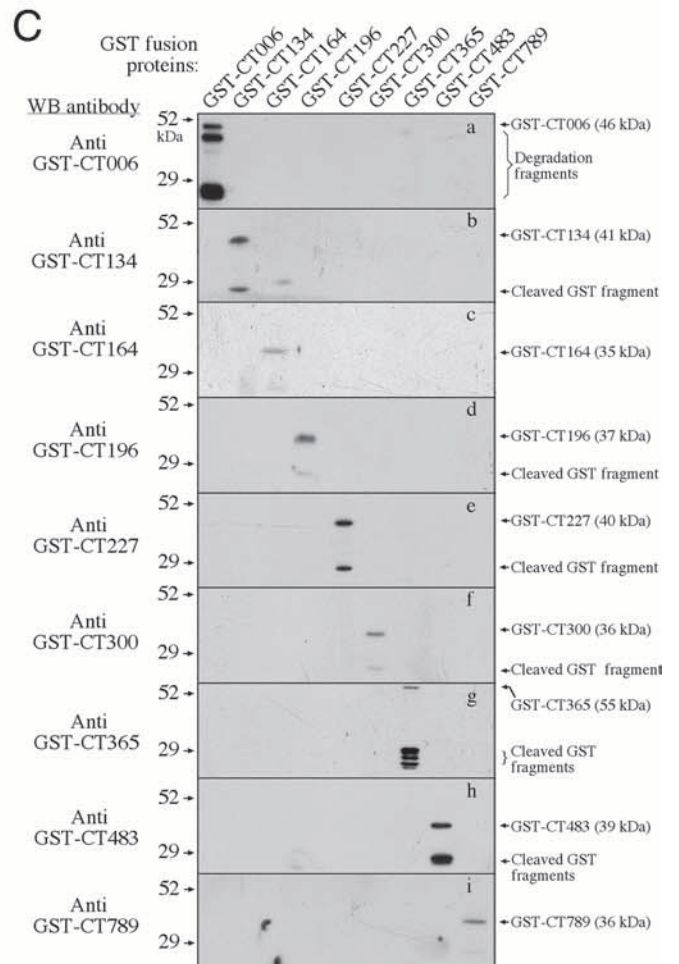 C
GST fusion
proteins:
GST-CT006
GST-CT134
GST-CT164
GST-CT196
GST-CT227
GST-CT300
GST-CT365
GST-CT483
GST-CT789
WB antibody
Anti
GST-CT006
52
kDa
29
a
GST-CT006 (46 kDa)
Degradation
fragments
Anti
GST-CT134
52
29
b
GST-CT134 (41 kDa)
Cleaved GST fragment
Anti
GST-CT164
52
29
c
GST-CT164 (35 kDa)
Anti
GST-CT196
52
29
d
GST-CT196 (37 kDa)
Cleaved GST fragment
Anti
GST-CT227
52
29
e
GST-CT227 (40 kDa)
Cleaved GST fragment
Anti
GST-CT300
52
29
f
GST-CT300 (36 kDa)
Cleaved GST fragment
Anti
GST-CT365
52
29
g
GST-CT365 (55 kDa)
Cleaved GST
fragments
Anti
GST-CT483
52
29
h
GST-CT483 (39 kDa)
Cleaved GST
fragments
Anti
GST-CT789
52
29
i
GST-CT789 (36 kDa)